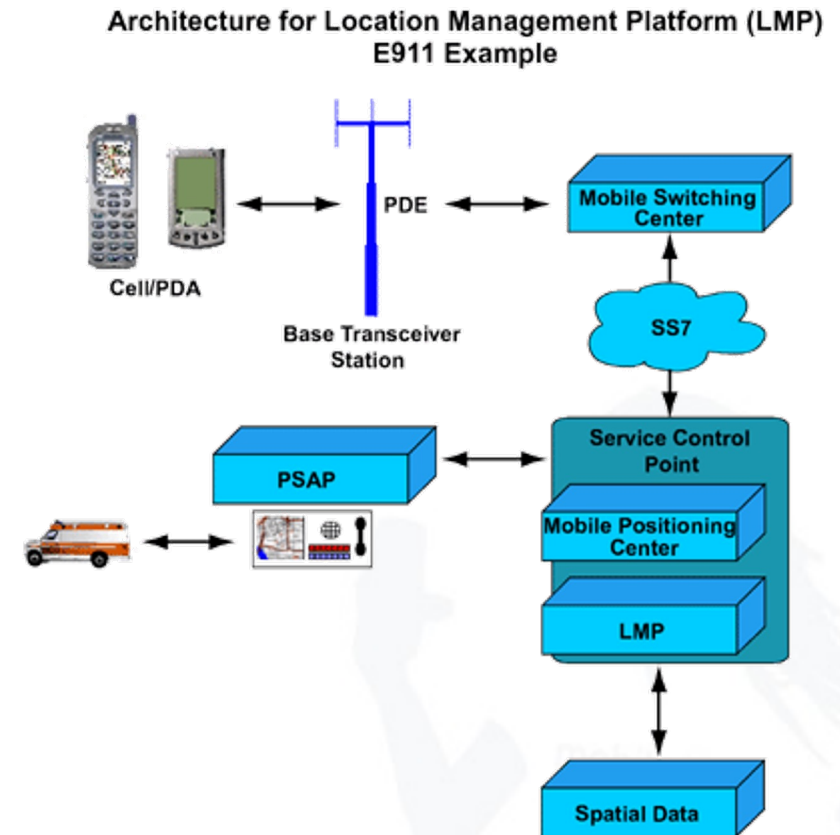 Architecture for Location Management Platform (LMP)
E911 Example
PDE
Mobile Switching
Center
Cell/PDA
SS7
Base Transceiver
Station
Service Control
Point
PSAP
Mobile Positioning
Center
LMP
Spatial Data